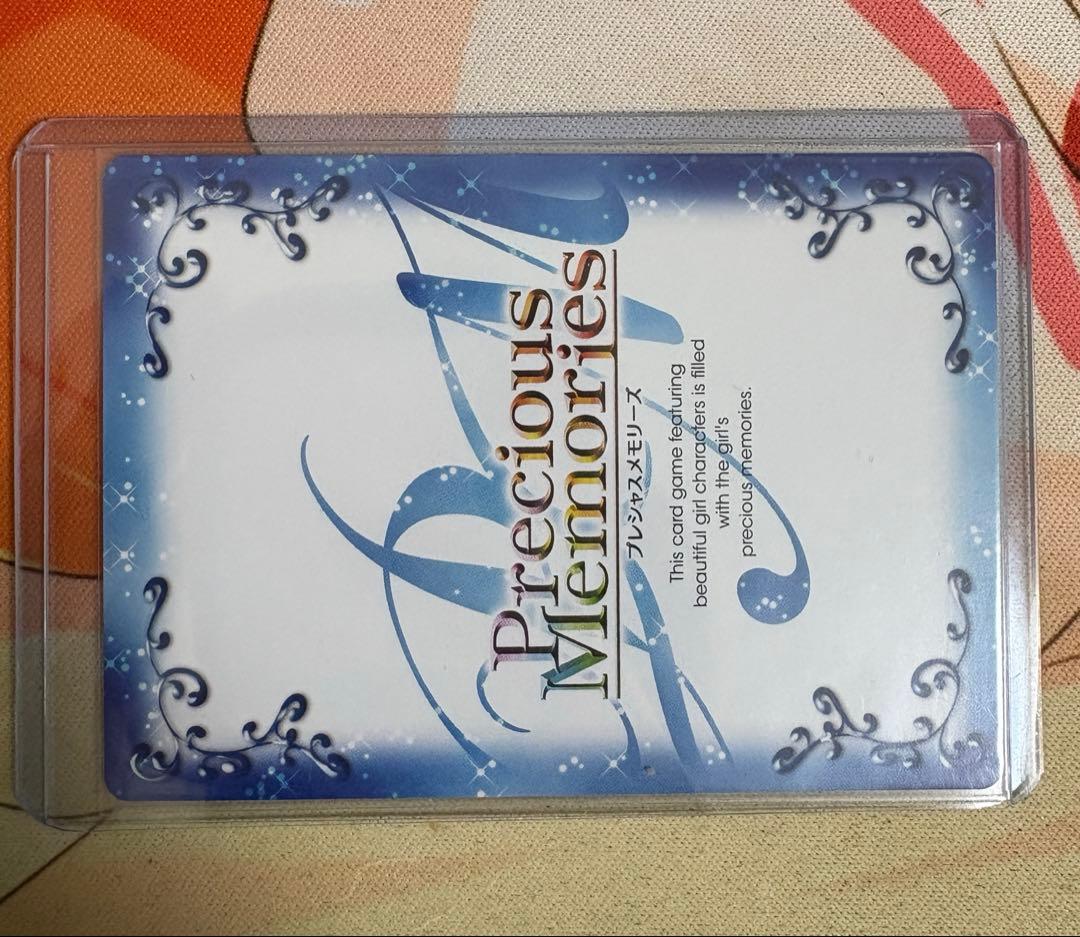 Precious
Memories
プレシャスメモリーズ
This card game featuring
beautiful girl characters is filled
with the girl's
precious memories.